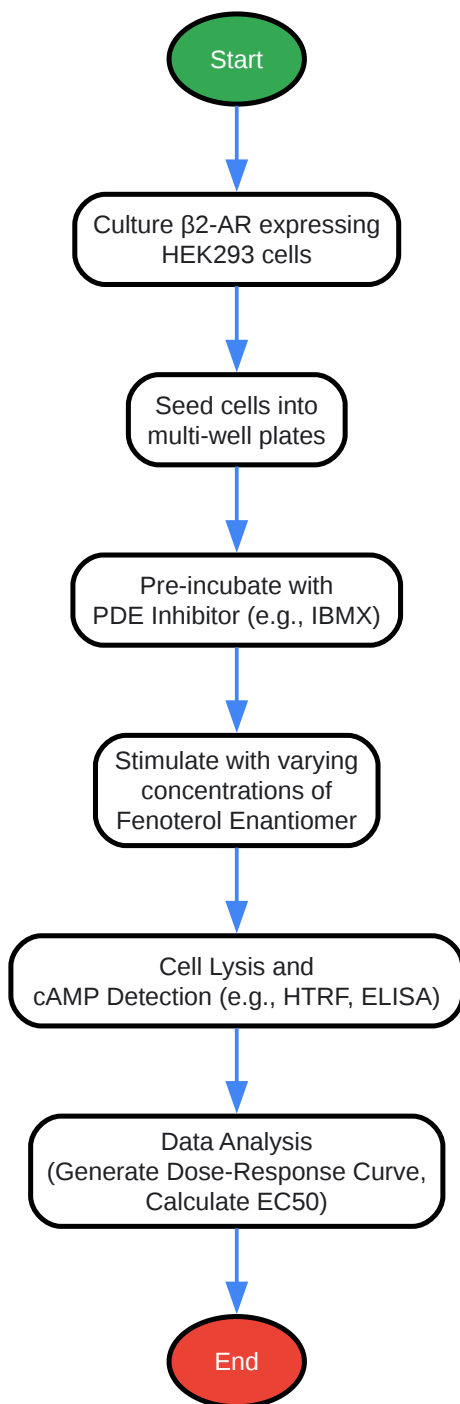 Start
Culture β2-AR expressing
HEK293 cells
Seed cells into
multi-well plates
Pre-incubate with
PDE Inhibitor (e.g., IBMX)
Stimulate with varying
concentrations of
Fenoterol Enantiomer
Cell Lysis and
cAMP Detection (e.g., HTRF, ELISA)
Data Analysis
(Generate Dose-Response Curve,
Calculate EC50)
End